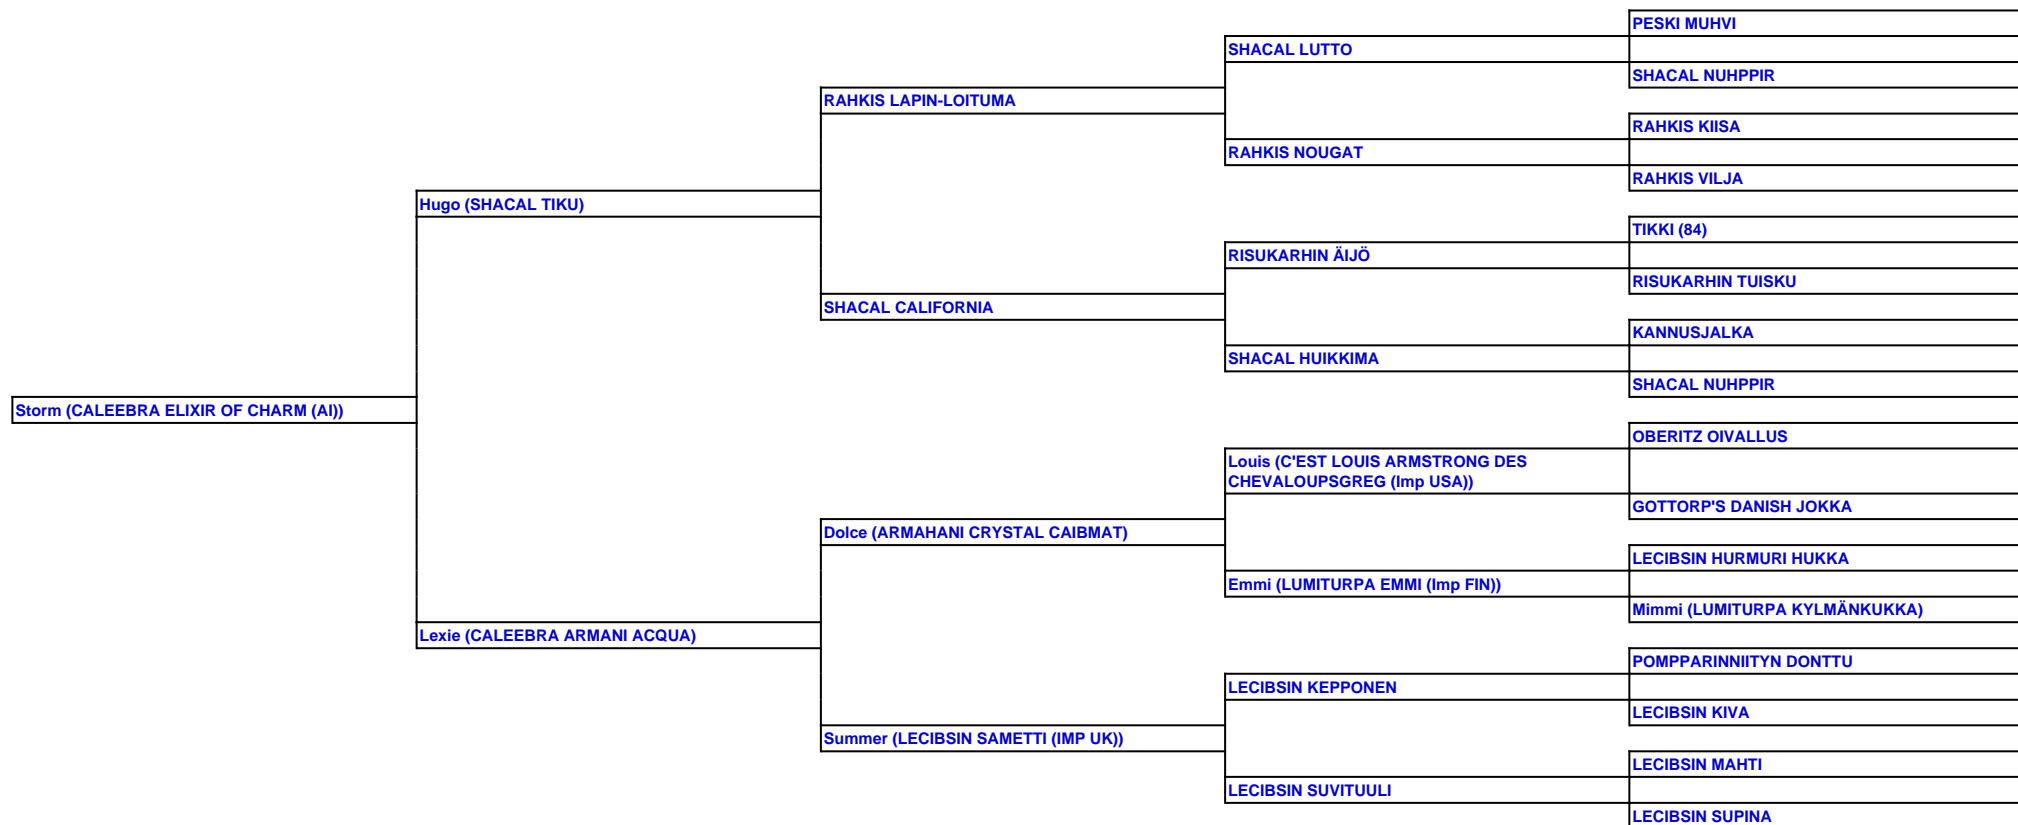 PESKI MUHVI
SHACAL LUTTO
SHACAL NUHPPIR
RAHKIS LAPIN-LOITUMA
RAHKIS KIISA
RAHKIS NOUGAT
RAHKIS VILJA
Hugo (SHACAL TIKU)
TIKKI (84)
RISUKARHIN ÄIJÖ
RISUKARHIN TUISKU
SHACAL CALIFORNIA
KANNUSJALKA
SHACAL HUIKKIMA
SHACAL NUHPPIR
Storm (CALEEBRA ELIXIR OF CHARM (AI))
OBERITZ OIVALLUS
Louis (C'EST LOUIS ARMSTRONG DES
CHEVALOUPSGREG (Imp USA))
GOTTORP'S DANISH JOKKA
Dolce (ARMAHANI CRYSTAL CAIBMAT)
LECIBSIN HURMURI HUKKA
Emmi (LUMITURPA EMMI (Imp FIN))
Mimmi (LUMITURPA KYLMÄNKUKKA)
Lexie (CALEEBRA ARMANI ACQUA)
POMPPARINNIITYN DONTTU
LECIBSIN KEPPONEN
LECIBSIN KIVA
Summer (LECIBSIN SAMETTI (IMP UK))
LECIBSIN MAHTI
LECIBSIN SUVITUULI
LECIBSIN SUPINA